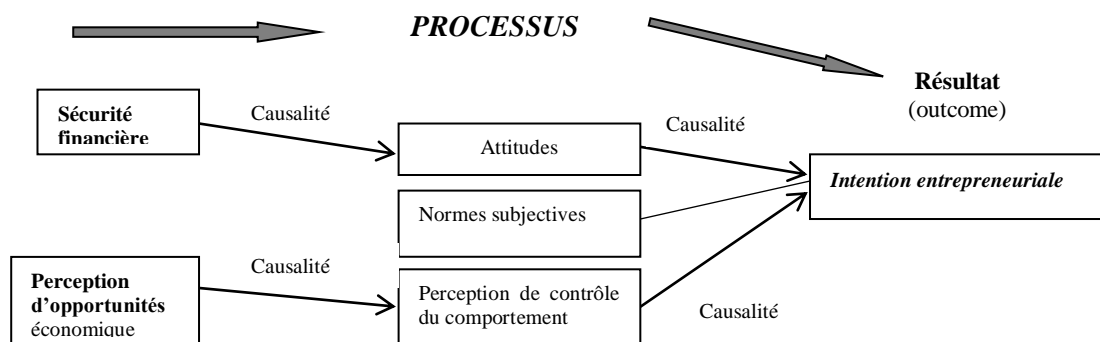 PROCESSUS
Résultat
(outcome)
Sécurité
financière
Causalité
Attitudes
Causalité
Intention entrepreneuriale
Normes subjectives
Perception
d'opportunités
économique
Causalité
Perception de contrôle
du comportement
Causalité